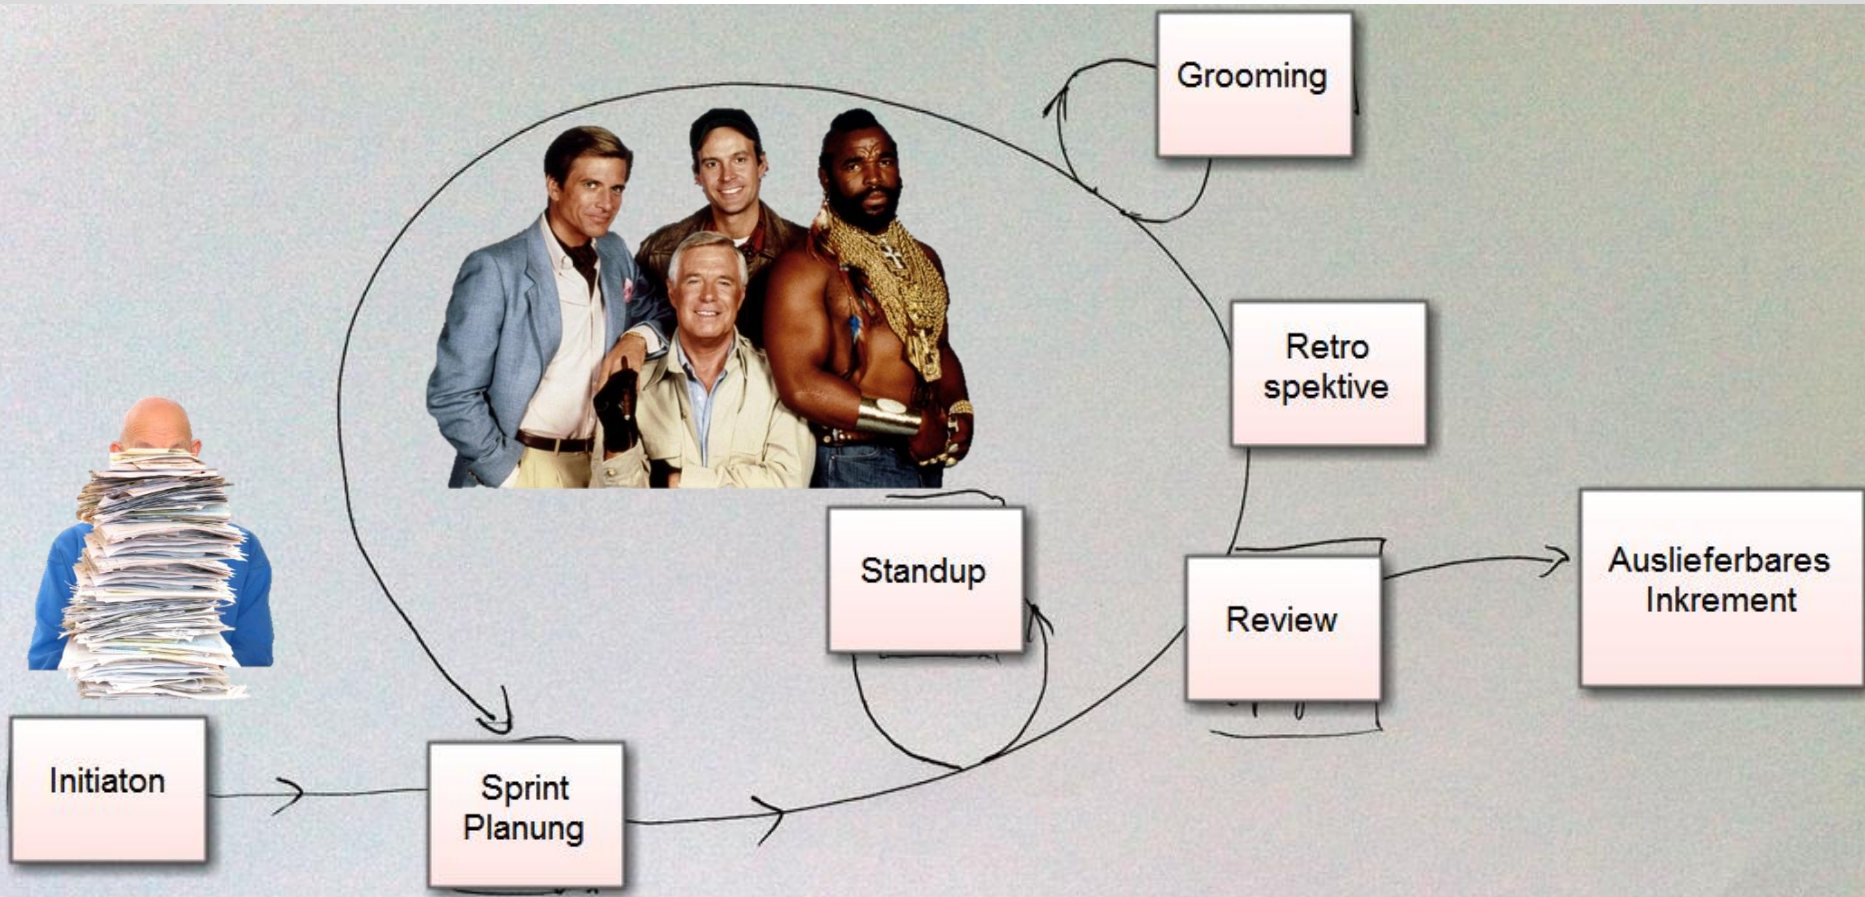 Grooming
Retro
spektive
Standup
Auslieferbares
Inkrement
Review
Initiaton
Sprint
Planung